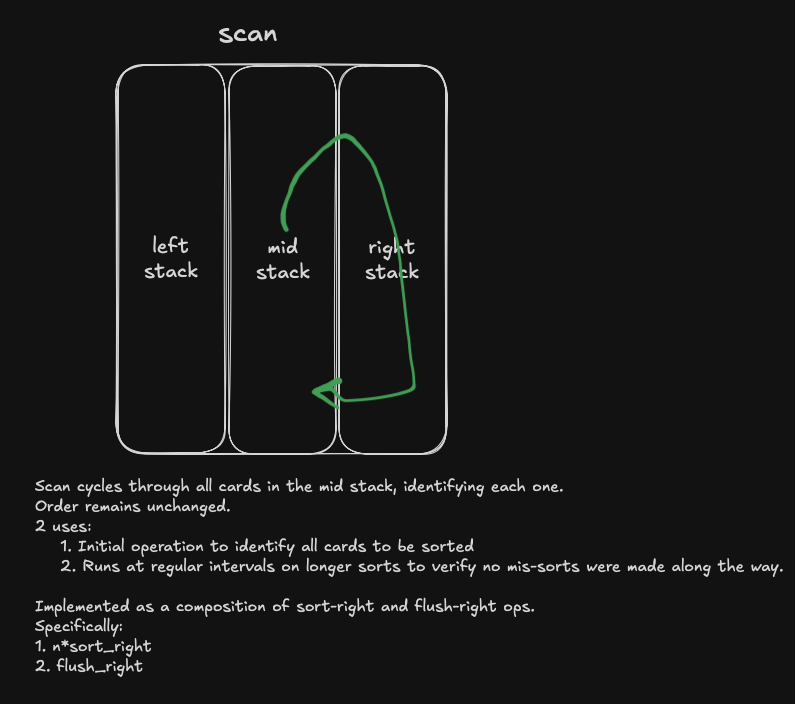 Scan
left
stack
mid
stack
right
stack
Scan cycles through all cards in the mid stack, identifying each one.
Order remains unchanged.
2 uses:
1. Initial operation to identify all cards to be sorted
2. Runs at regular intervals on longer sorts to verify no mis-sorts were made along the way.
Implemented as a composition of sort-right and flush-right ops.
Specifically:
1. n*sort_right
2. flush_right